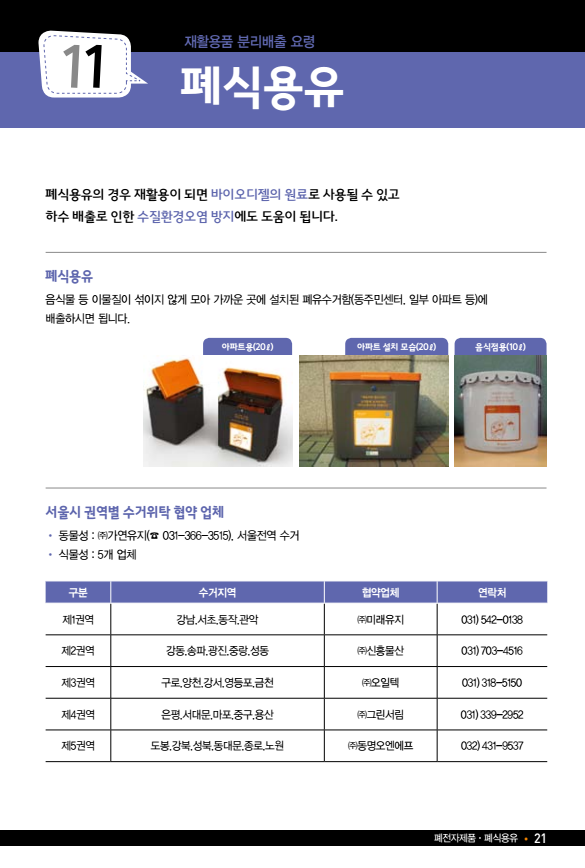 재활용품 분리배출 요령
11
폐식용유
폐식용유의 경우 재활용이 되면 바이오디젤의 원료로 사용될 수 있고
하수 배출로 인한 수질환경오염 방지에도 도움이 됩니다.
폐식용유
음식물 등 이물질이 섞이지 않게 모아 가까운 곳에 설치된 폐유수거함(동주민센터, 일부 아파트 등)에
배출하시면 됩니다.
아파트용(20ℓ) 아파트 설치 모습(20ℓ) 음식점용(10ℓ)
서울시 권역별 수거위탁 협약 업체
• 동물성 : ㈜가연유지(☎ 031-366-3515), 서울전역 수거
• 식물성 : 5개 업체
구분 수거지역 협약업체 연락처
제1권역 강남,서초,동작,관악 ㈜미래유지 031) 542-0138
제2권역 강동,송파,광진,중랑,성동 ㈜신흥물산 031) 703-4516
제3권역 구로,양천,강서,영등포,금천 ㈜오일텍 031) 318-5150
제4권역 은평,서대문,마포,중구,용산 ㈜그린서림 031) 339-2952
제5권역 도봉,강북,성북,동대문,종로,노원 ㈜동명오엔에프 032) 431-9537
폐전자제품 · 폐식용유 • 21